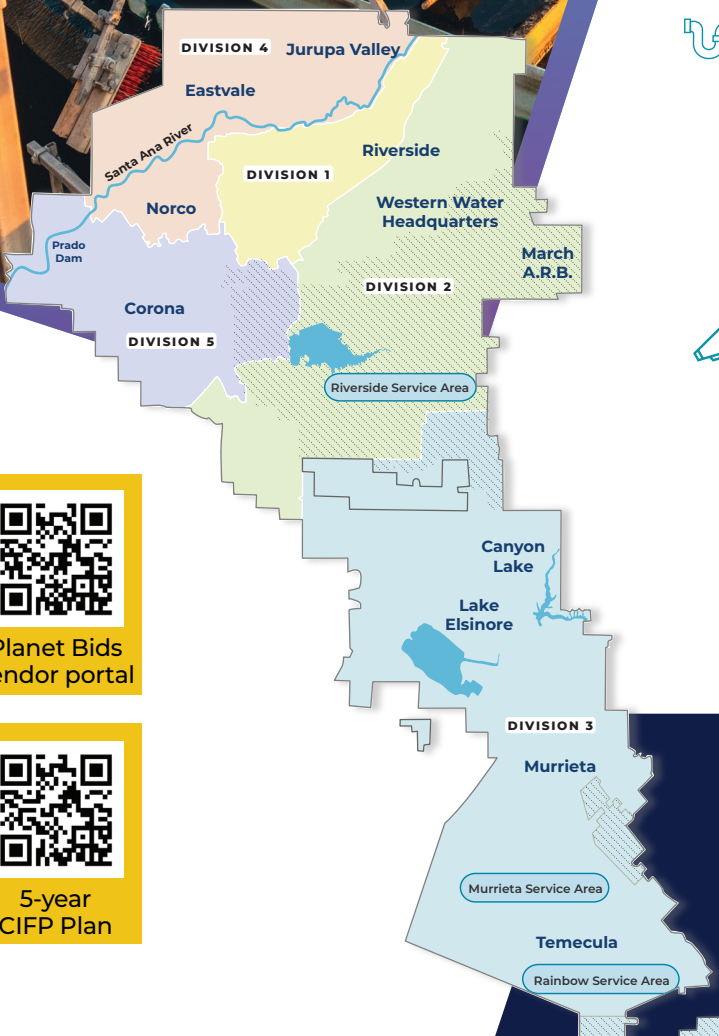 DIVISION 4
Jurupa Valley
Eastvale
Santa Ana River
Riverside
DIVISION 1
Norco
Western Water
Headquarters
Prado
Dam
March
A.R.B.
DIVISION 2
Corona
DIVISION 5
Riverside Service Area
Canyon
Lake
Lake
Elsinore
Planet Bids
vendor portal
DIVISION 3
Murrieta
5-year
CIFP Plan
Murrieta Service Area
Temecula
Rainbow Service Area